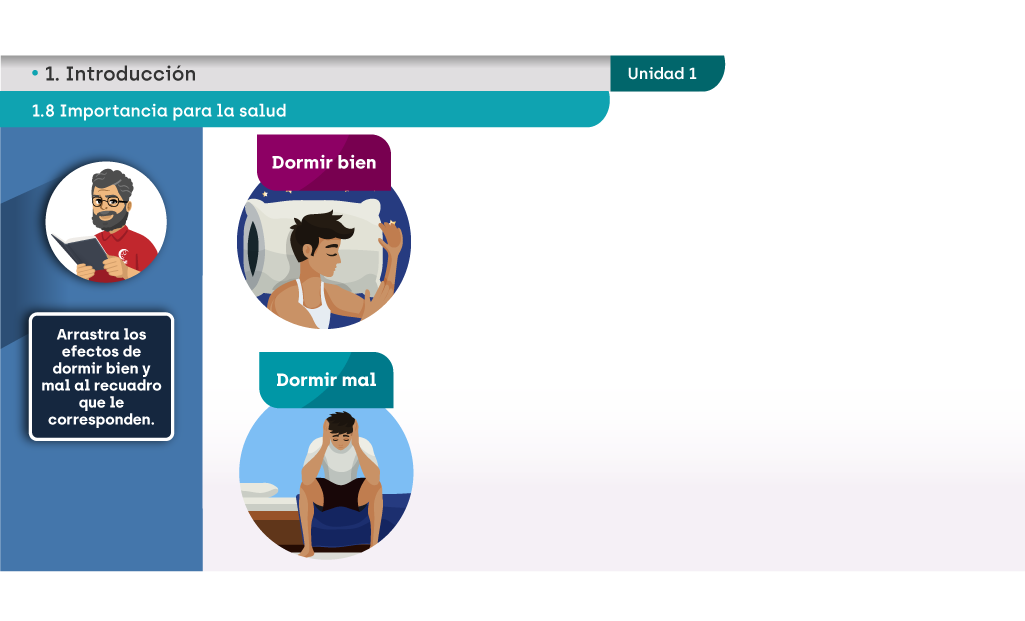 • 1. Introducción
Unidad 1
1.8 Importancia para la salud
Dormir bien
Arrastra los
efectos de
dormir bien y
mal al recuadro
que le
corresponden.
Dormir mal